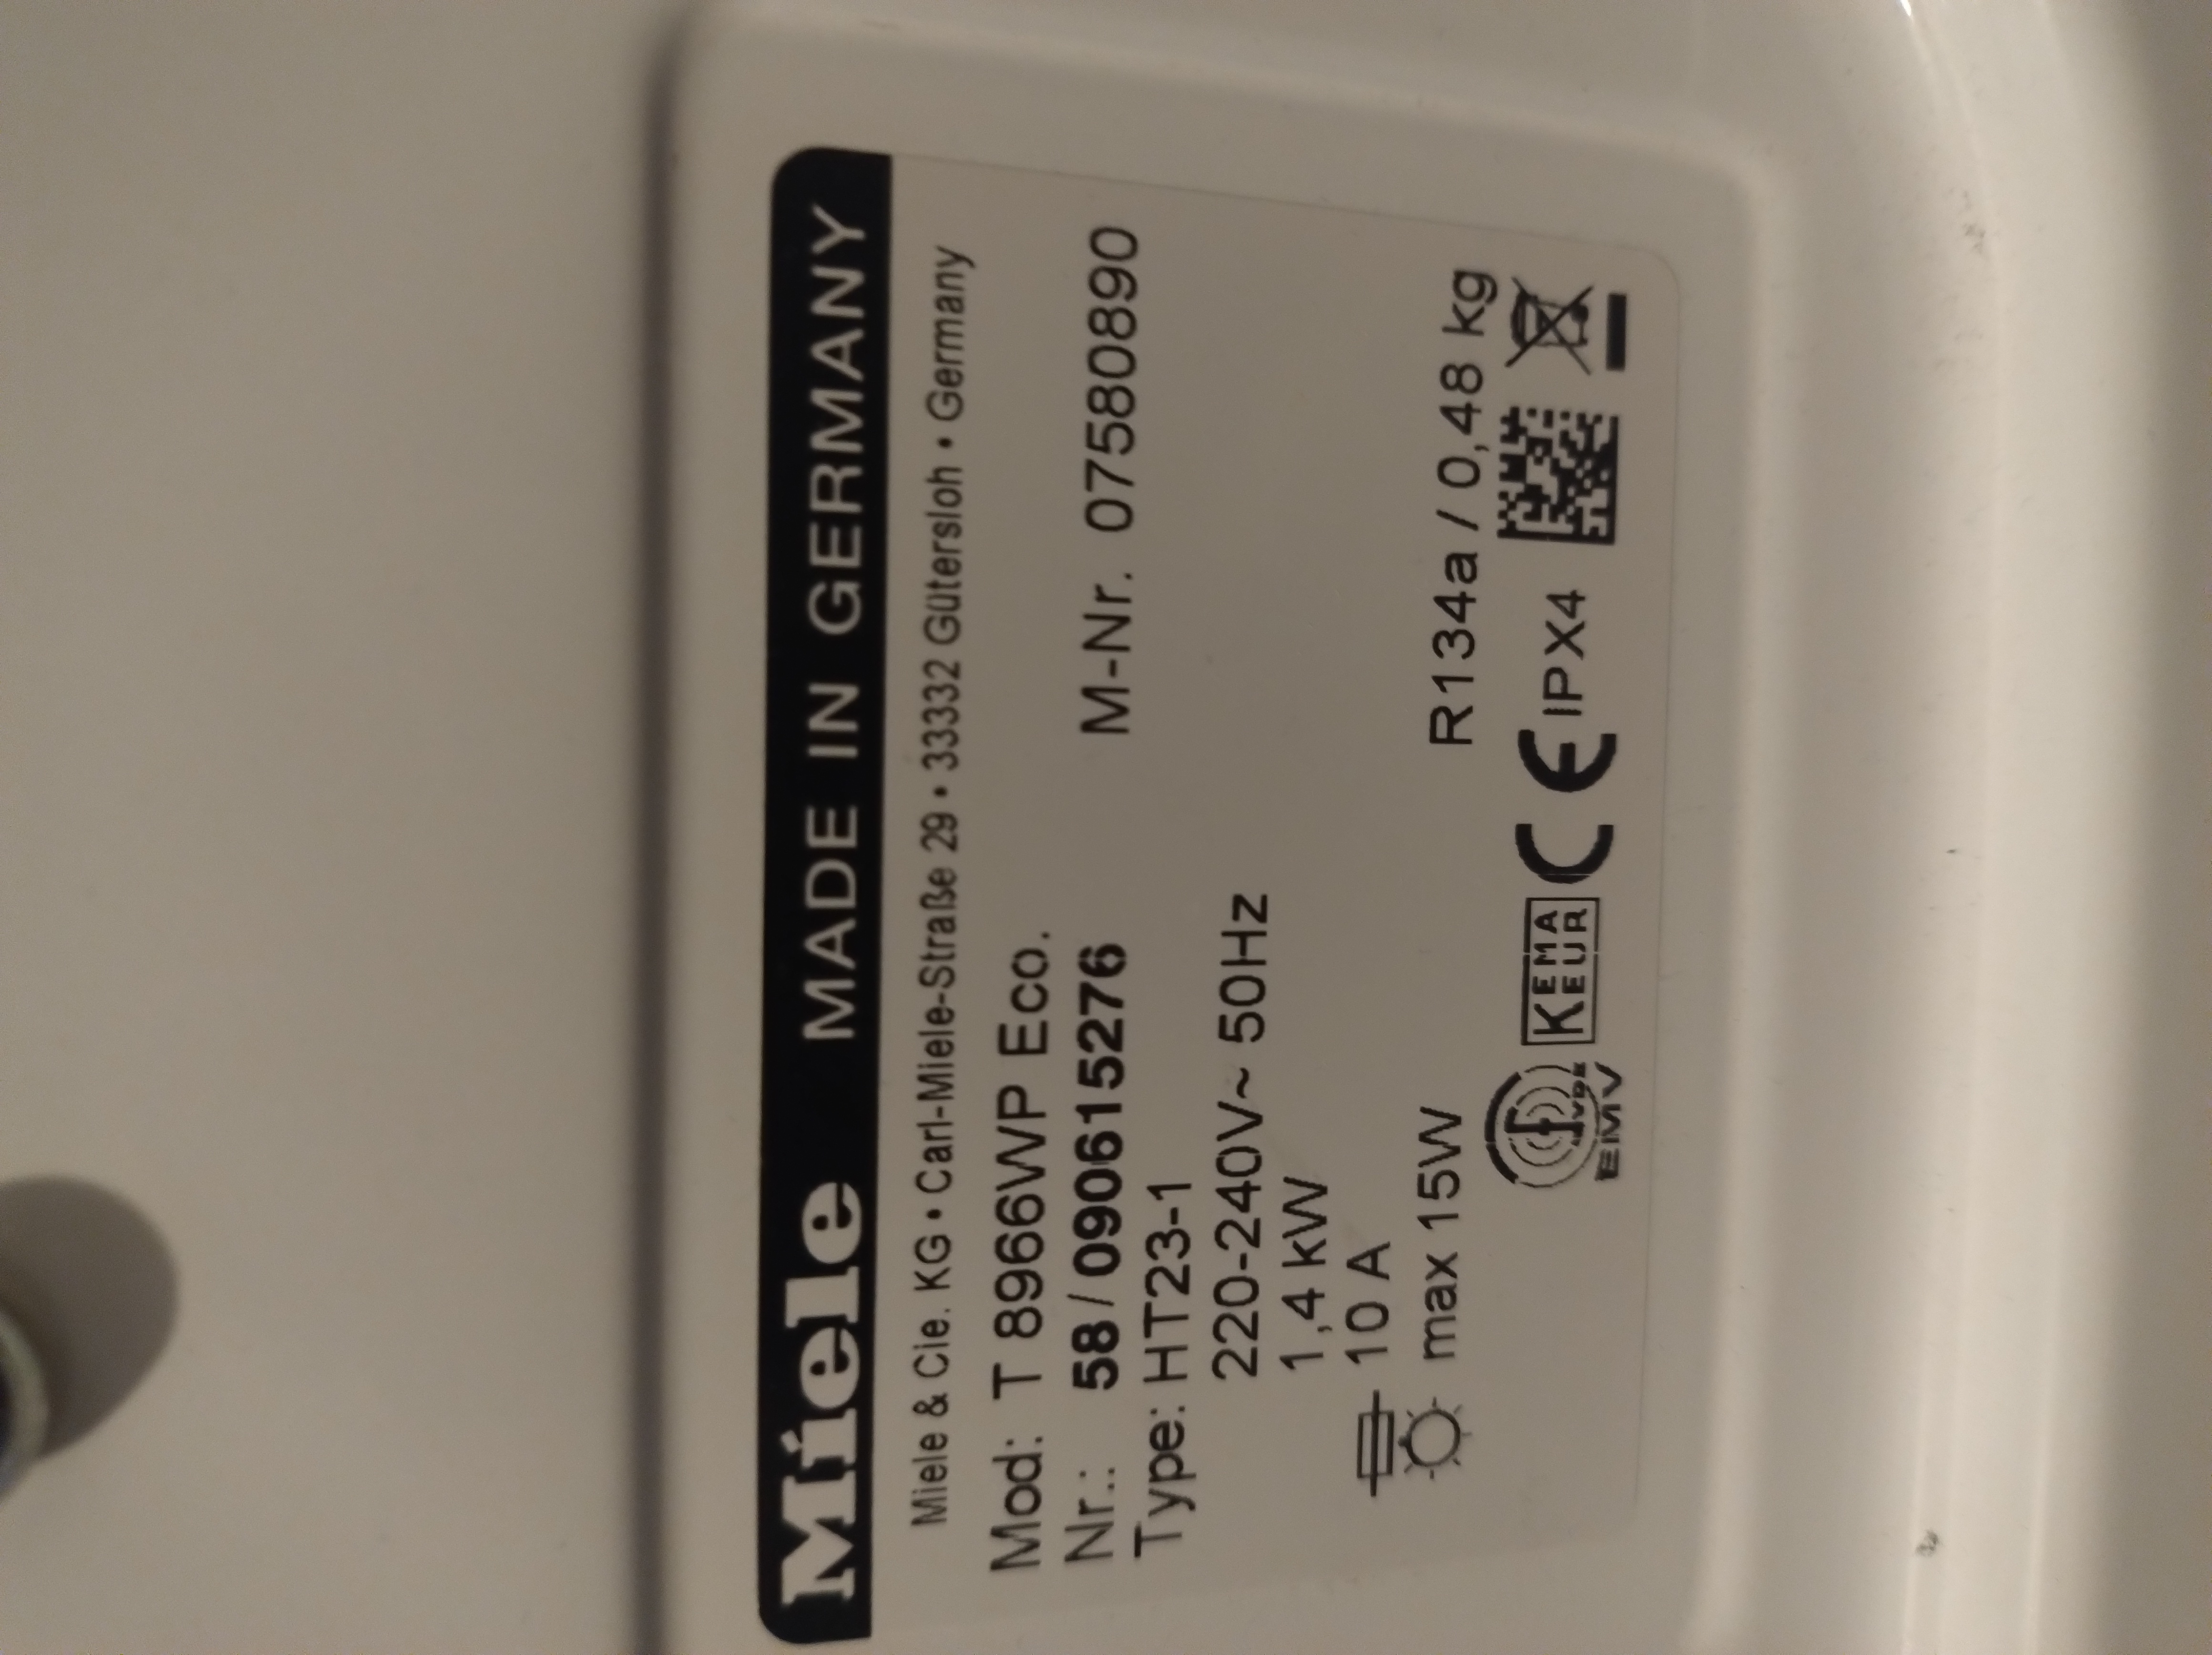 Miele MADE IN GERMANY
Miele & Cie. KG • Carl-Miele-Straße 29 • 33332 Gütersloh • Germany
Mod: T 8966WP Eco.
Nr.: 58 / 090615276 M-Nr. 07580890
Type: HT23-1
220-240V~ 50Hz
1,4 kW
10 A
max 15W R134a / 0,48 kg
VDE EMV KEMA KEUR CE IPX4